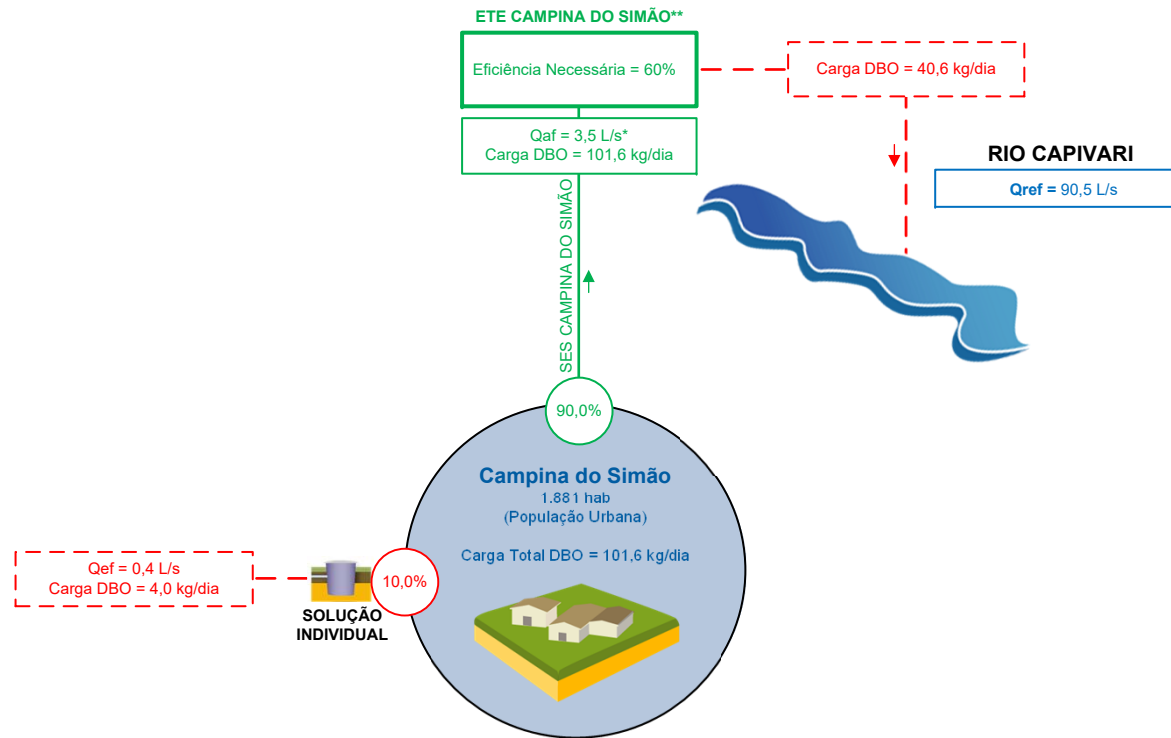 ETE CAMPINA DO SIMÃO**
Eficiência Necessária = 60%
Carga DBO = 40,6 kg/dia
Qaf = 3,5 L/s*
Carga DBO = 101,6 kg/dia
RIO CAPIVARI
Qref = 90,5 L/s
SES CAMPINA DO SIMÃO
90,0%
Campina do Simão
1.881 hab
(População Urbana)
Carga Total DBO = 101,6 kg/dia
Qef = 0,4 L/s
Carga DBO = 4,0 kg/dia
10,0%
SOLUÇÃO
INDIVIDUAL